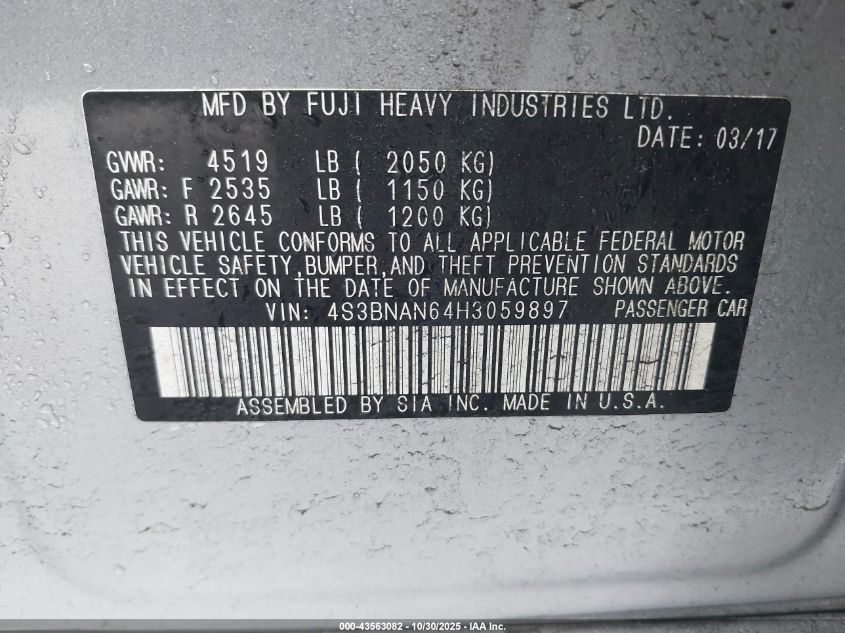 MFD BY FUJI HEAVY INDUSTRIES LTD.
DATE: 03/17
GVWR: 4519 LB ( 2050 KG)
GAWR: F 2535 LB ( 1150 KG)
GAWR: R 2645 LB ( 1200 KG)
THIS VEHICLE CONFORMS TO ALL APPLICABLE FEDERAL MOTOR
VEHICLE SAFETY,BUMPER,AND THEFT PREVENTION STANDARDS
IN EFFECT ON THE DATE OF MANUFACTURE SHOWN ABOVE.
VIN: 4S3BNAN64H3059897 PASSENGER CAR
ASSEMBLED BY SIA INC. MADE IN U.S.A.
000-43563082 - 10/30/2025 - IAA Inc.